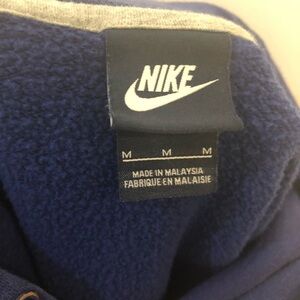 NIKE
M M M
MADE IN MALAYSIA
FABRIQUE EN MALAISIE